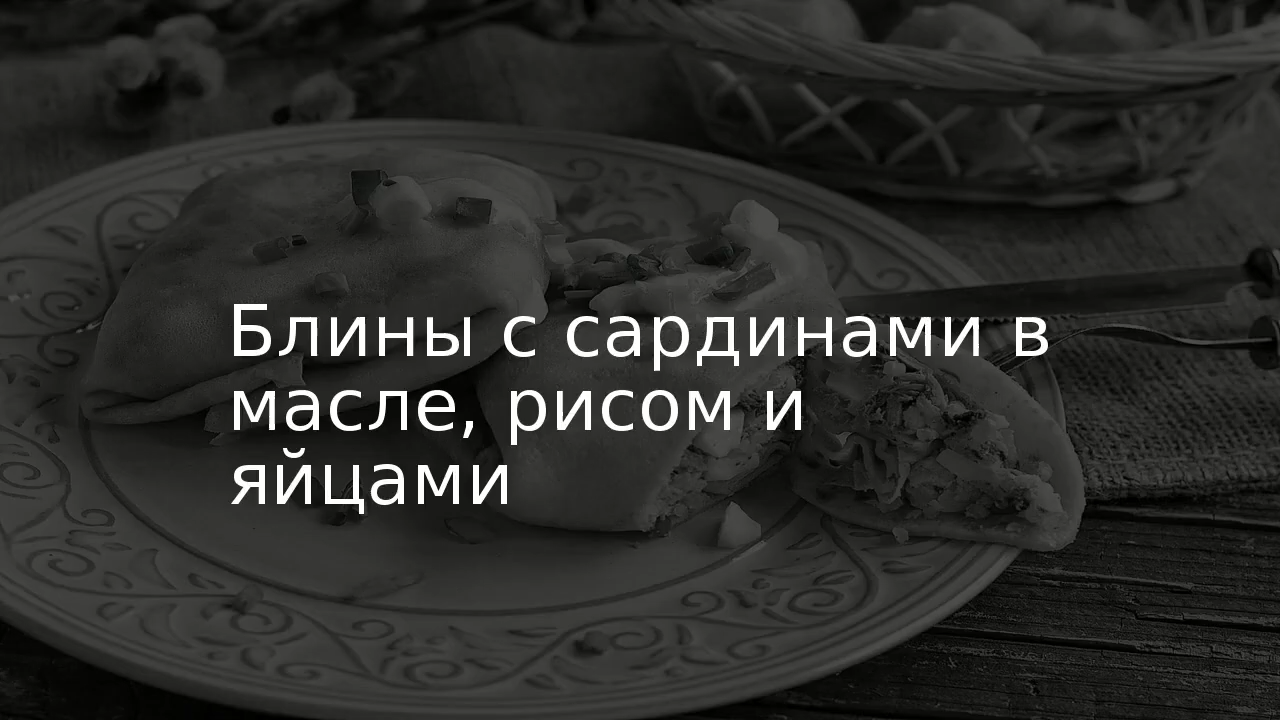 Блины с сардинами в
масле, рисом и
яйцами